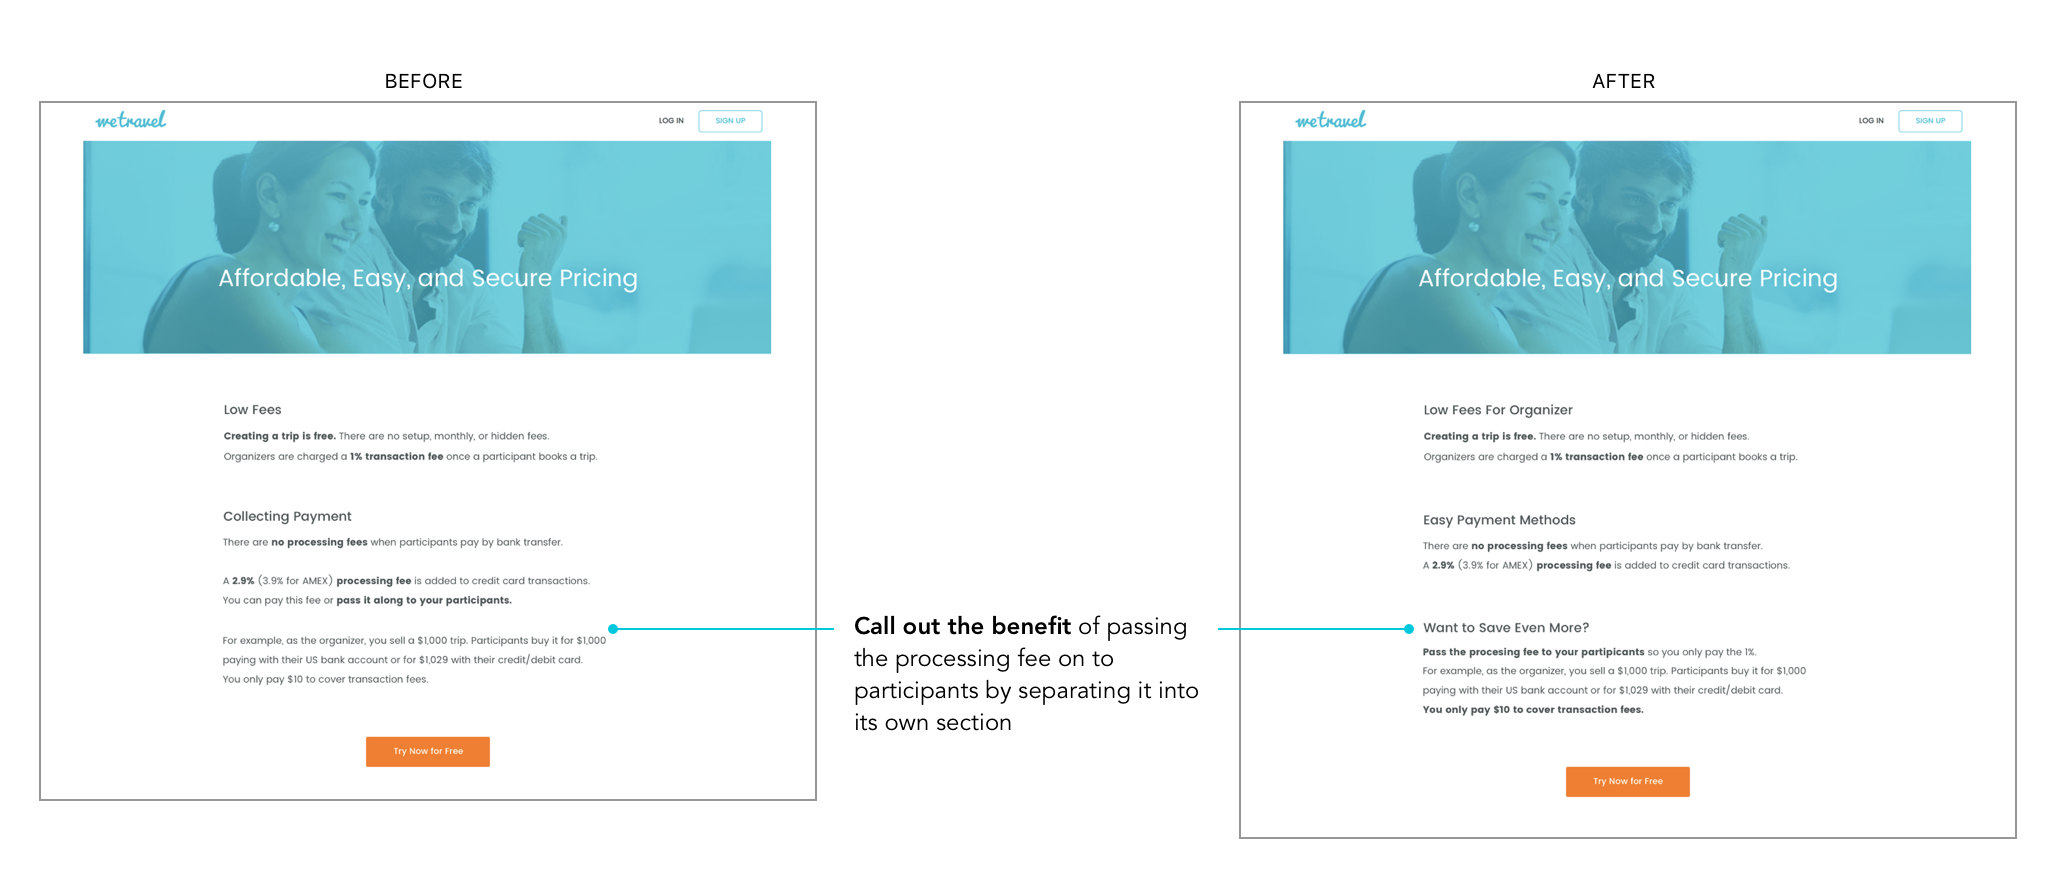 BEFORE
wetravel
LOG IN
SIGN UP
Affordable, Easy, and Secure Pricing
Low Fees
Creating a trip is free. There are no setup, monthly, or hidden fees.
Organizers are charged a 1% transaction fee once a participant books a trip.
Collecting Payment
There are no processing fees when participants pay by bank transfer.
A 2.9% (3.9% for AMEX) processing fee is added to credit card transactions.
You can pay this fee or pass it along to your participants.
For example, as the organizer, you sell a $1,000 trip. Participants buy it for $1,000
paying with their US bank account or for $1,029 with their credit/debit card.
You only pay $10 to cover transaction fees.
Try Now for Free
Call out the benefit of passing
the processing fee on to
participants by separating it into
its own section
AFTER
wetravel
LOG IN
SIGN UP
Affordable, Easy, and Secure Pricing
Low Fees For Organizer
Creating a trip is free. There are no setup, monthly, or hidden fees.
Organizers are charged a 1% transaction fee once a participant books a trip.
Easy Payment Methods
There are no processing fees when participants pay by bank transfer.
A 2.9% (3.9% for AMEX) processing fee is added to credit card transactions.
Want to Save Even More?
Pass the procesing fee to your partipicants so you only pay the 1%.
For example, as the organizer, you sell a $1,000 trip. Participants buy it for $1,000
paying with their US bank account or for $1,029 with their credit/debit card.
You only pay $10 to cover transaction fees.
Try Now for Free